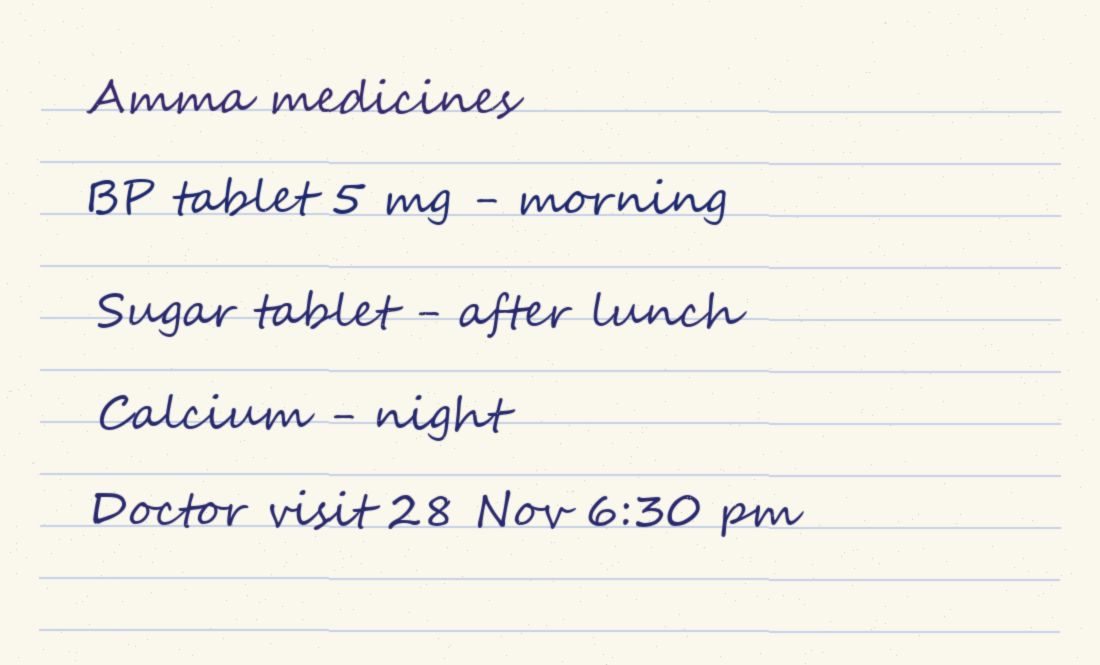 Amma medicines
BP tablet 5 mg - morning
Sugar tablet - after lunch
Calcium - night
Doctor visit 28 Nov 6:30 pm